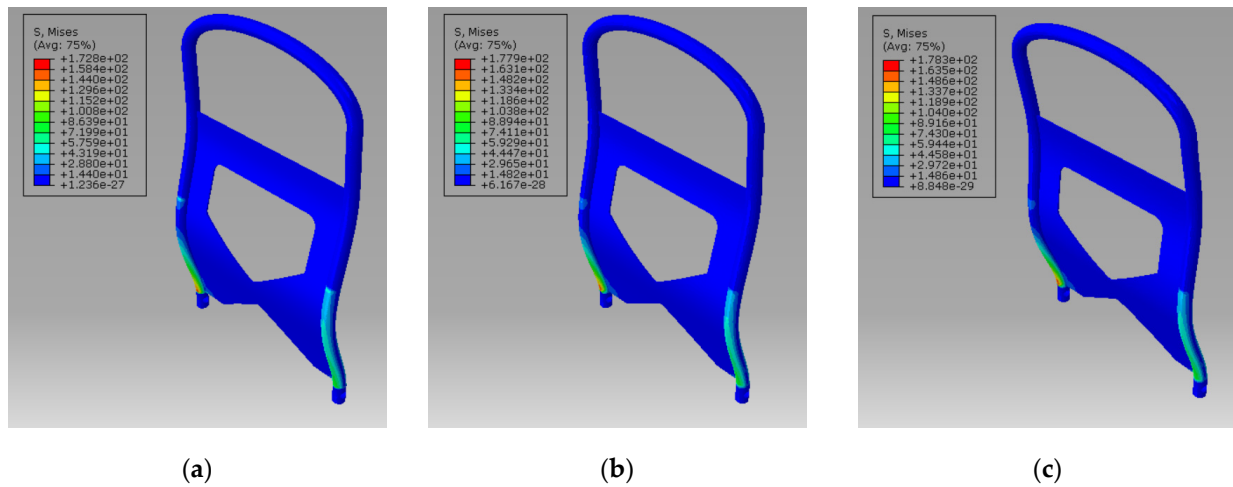 S, Mises
(Avg: 75%)
+1.728e+02
+1.584e+02
+1.440e+02
+1.296e+02
+1.152e+02
+1.008e+02
+8.639e+01
+7.199e+01
+5.759e+01
+4.319e+01
+2.880e+01
+1.440e+01
+1.236e-27
S, Mises
(Avg: 75%)
+1.779e+02
+1.631e+02
+1.482e+02
+1.334e+02
+1.186e+02
+1.038e+02
+8.894e+01
+7.411e+01
+5.929e+01
+4.447e+01
+2.965e+01
+1.482e+01
+6.167e-28
S, Mises
(Avg: 75%)
+1.783e+02
+1.635e+02
+1.486e+02
+1.337e+02
+1.189e+02
+1.040e+02
+8.916e+01
+7.430e+01
+5.944e+01
+4.458e+01
+2.972e+01
+1.486e+01
+8.848e-29
(a)
(b)
(c)